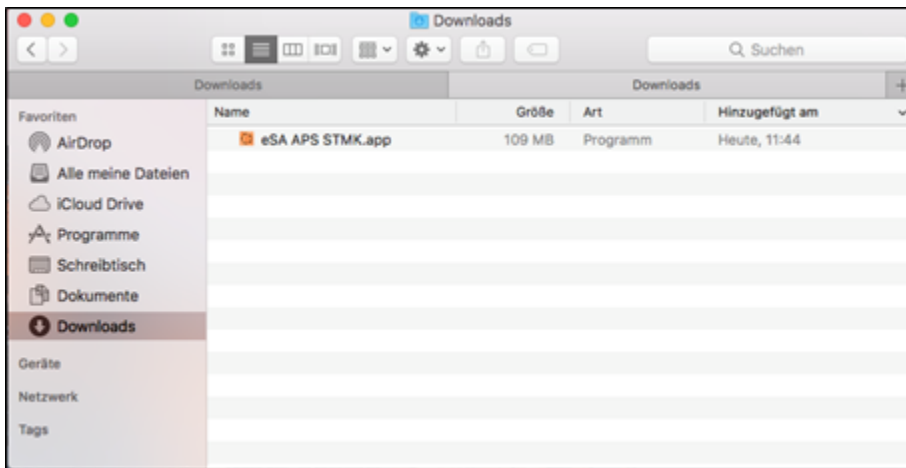 Downloads
Suchen
Downloads Downloads
Favoriten
AirDrop
Alle meine Dateien
iCloud Drive
Programme
Schreibtisch
Dokumente
Downloads
Geräte
Netzwerk
Tags
Name Größe Art Hinzugefügt am
eSA APS STMK.app 109 MB Programm Heute, 11:44